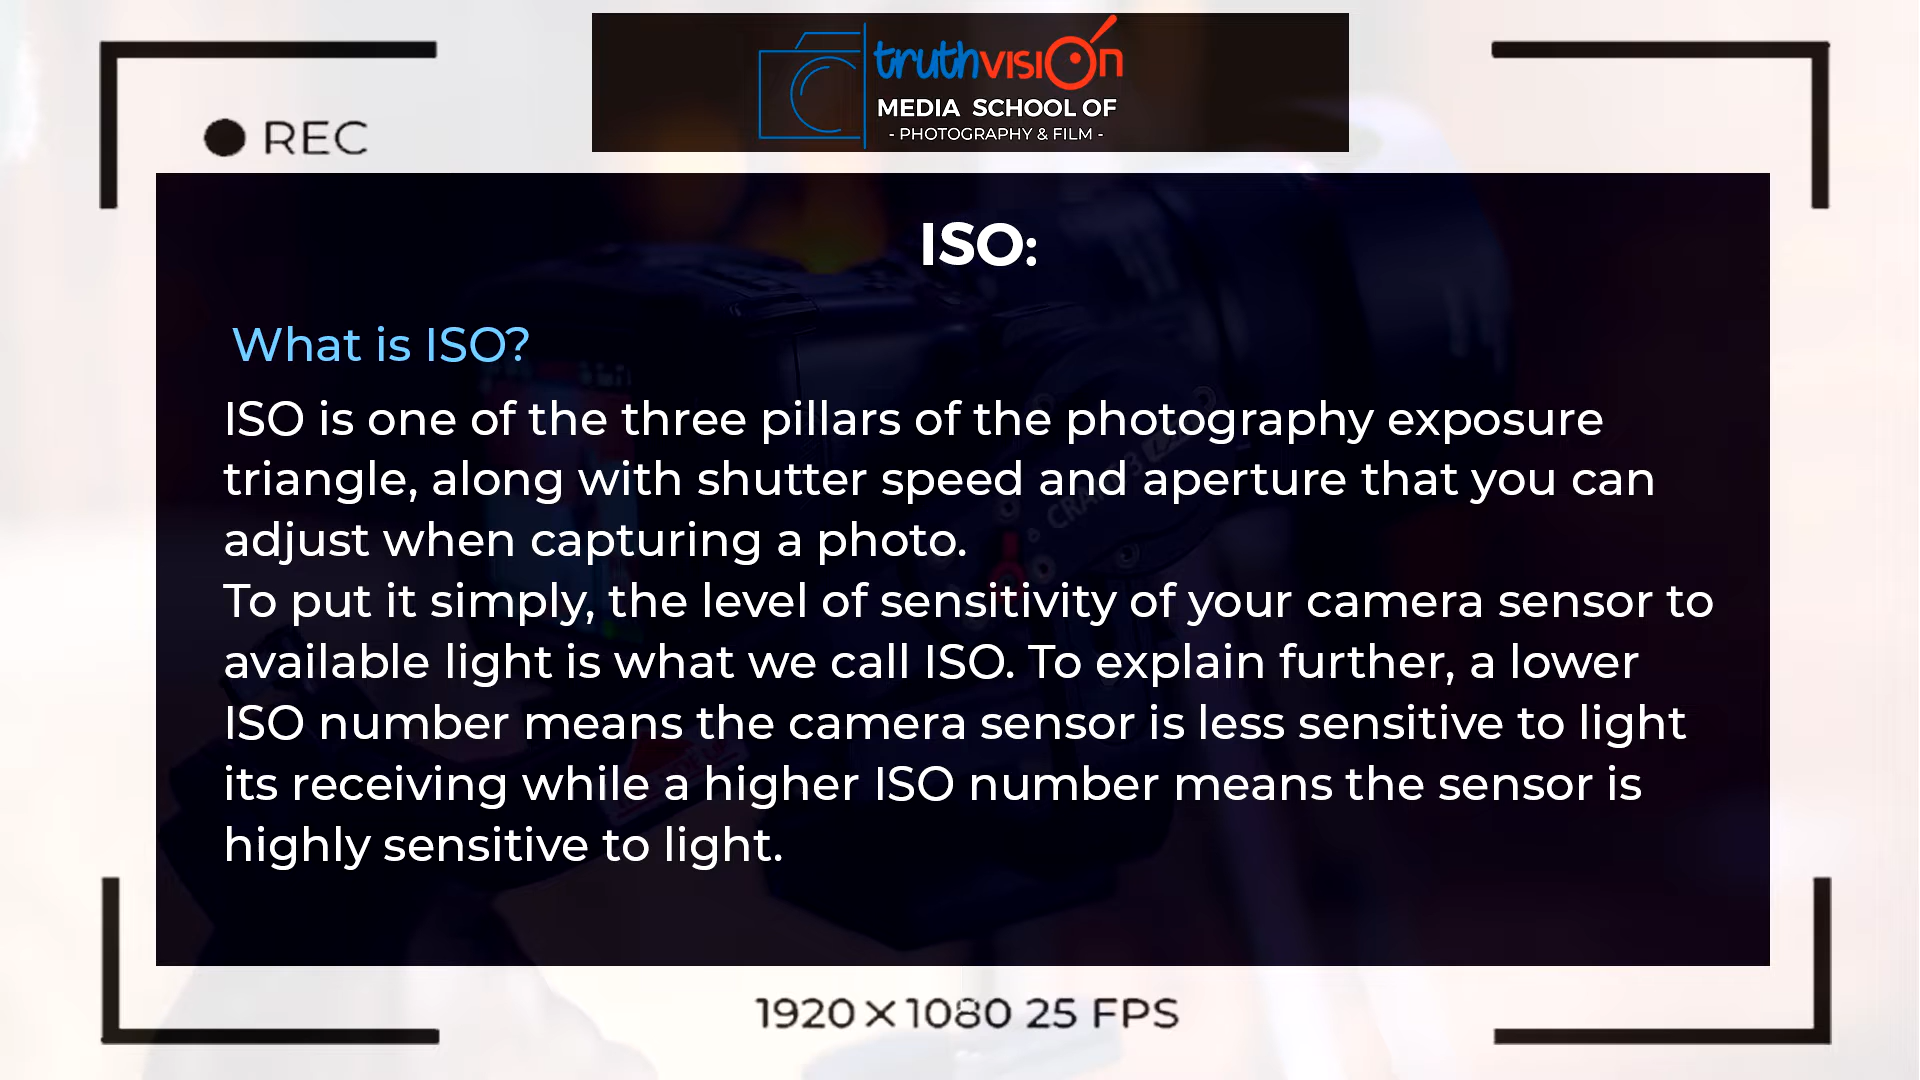 truthvision
MEDIA SCHOOL OF
- PHOTOGRAPHY & FILM -
REC
ISO:
What is ISO?
ISO is one of the three pillars of the photography exposure
triangle, along with shutter speed and aperture that you can
adjust when capturing a photo.
To put it simply, the level of sensitivity of your camera sensor to
available light is what we call ISO. To explain further, a lower
ISO number means the camera sensor is less sensitive to light
its receiving while a higher ISO number means the sensor is
highly sensitive to light.
1920 X 1080 25 FPS